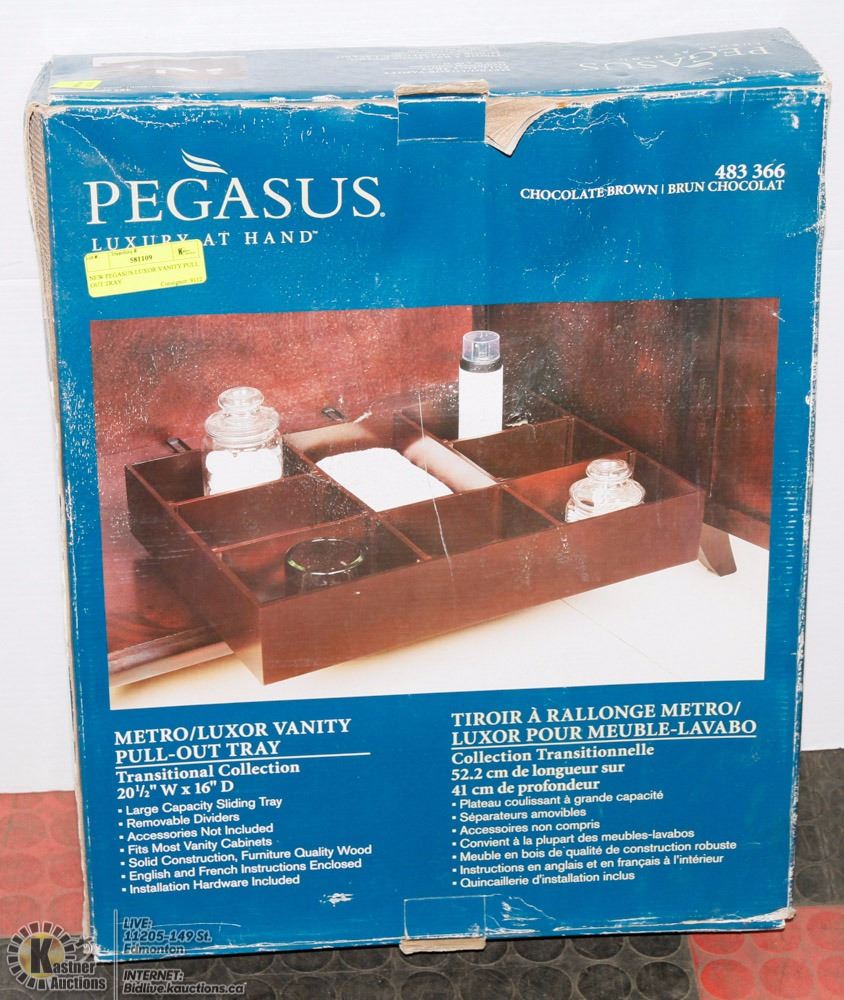 PEGASUS
PEGASUS®
LUXURY AT HAND™
483 366
CHOCOLATE BROWN | BRUN CHOCOLAT
Lot #: Inventory #
581109
NEW PEGASUS LUXOR VANITY PULL
OUT TRAY
Consignor: 9112
METRO/LUXOR VANITY
PULL-OUT TRAY
Transitional Collection
20½" W x 16" D
▪ Large Capacity Sliding Tray
▪ Removable Dividers
▪ Accessories Not Included
▪ Fits Most Vanity Cabinets
▪ Solid Construction, Furniture Quality Wood
▪ English and French Instructions Enclosed
▪ Installation Hardware Included
TIROIR À RALLONGE METRO/
LUXOR POUR MEUBLE-LAVABO
Collection Transitionnelle
52.2 cm de longueur sur
41 cm de profondeur
▪ Plateau coulissant à grande capacité
▪ Séparateurs amovibles
▪ Accessoires non compris
▪ Convient à la plupart des meubles-lavabos
▪ Meuble en bois de qualité de construction robuste
▪ Instructions en anglais et en français à l'intérieur
▪ Quincaillerie d'installation inclus
K
Kastner
Auctions
LIVE:
11205-149 St.
Edmonton
INTERNET:
Bidlive.kauctions.ca